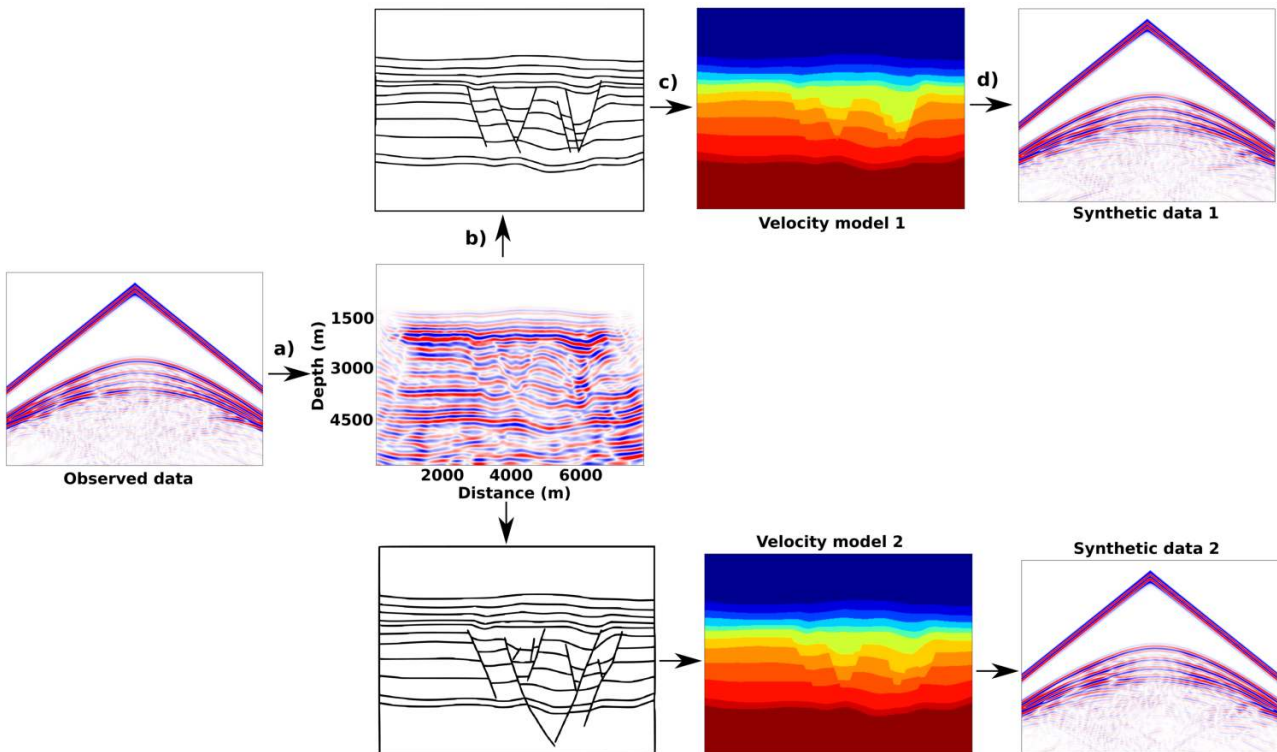 c)
d)
Velocity model 1
Synthetic data 1
b)
a)
Observed data
Depth (m)
1500
3000
4500
2000 4000 6000
Distance (m)
Velocity model 2
Synthetic data 2